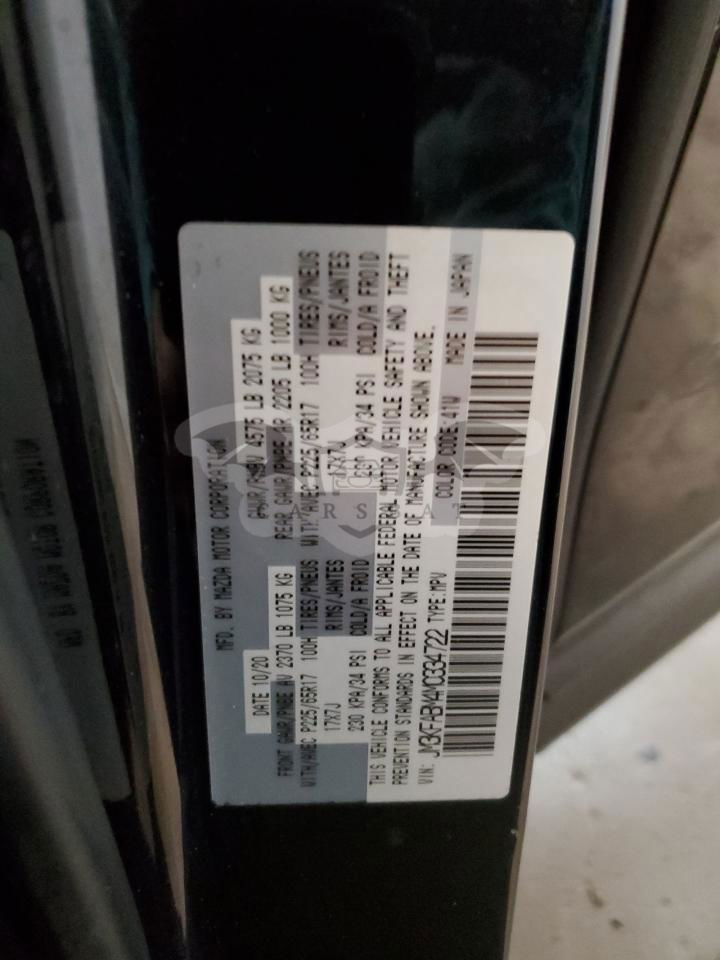 MFD. BY MAZDA MOTOR CORPORATION
DATE 10/20 GVWR/PNBV 4575 LB 2075 KG
FRONT GAWR/PNBE AV 2370 LB 1075 KG REAR GAWR/PNBE AR 2205 LB 1000 KG
WITH/AVEC P225/65R17 100H TIRES/PNEUS WITH/AVEC P225/65R17 100H TIRES/PNEUS
17X7J RIMS/JANTES 17X7J RIMS/JANTES
230 KPA/34 PSI COLD/A FROID KPA/34 PSI COLD/A FROID
THIS VEHICLE CONFORMS TO ALL APPLICABLE FEDERAL MOTOR VEHICLE SAFETY AND THEFT
PREVENTION STANDARDS IN EFFECT ON THE DATE OF MANUFACTURE SHOWN ABOVE.
VIN: TYPE:MPV COLOR CODE:41W MADE IN JAPAN